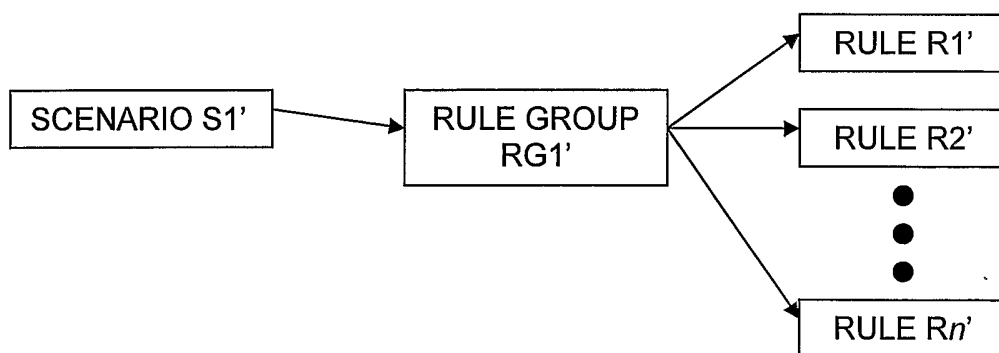 SCENARIO S1’
RULE GROUP
RG1’
RULE R1’
RULE R2’
RULE Rn’